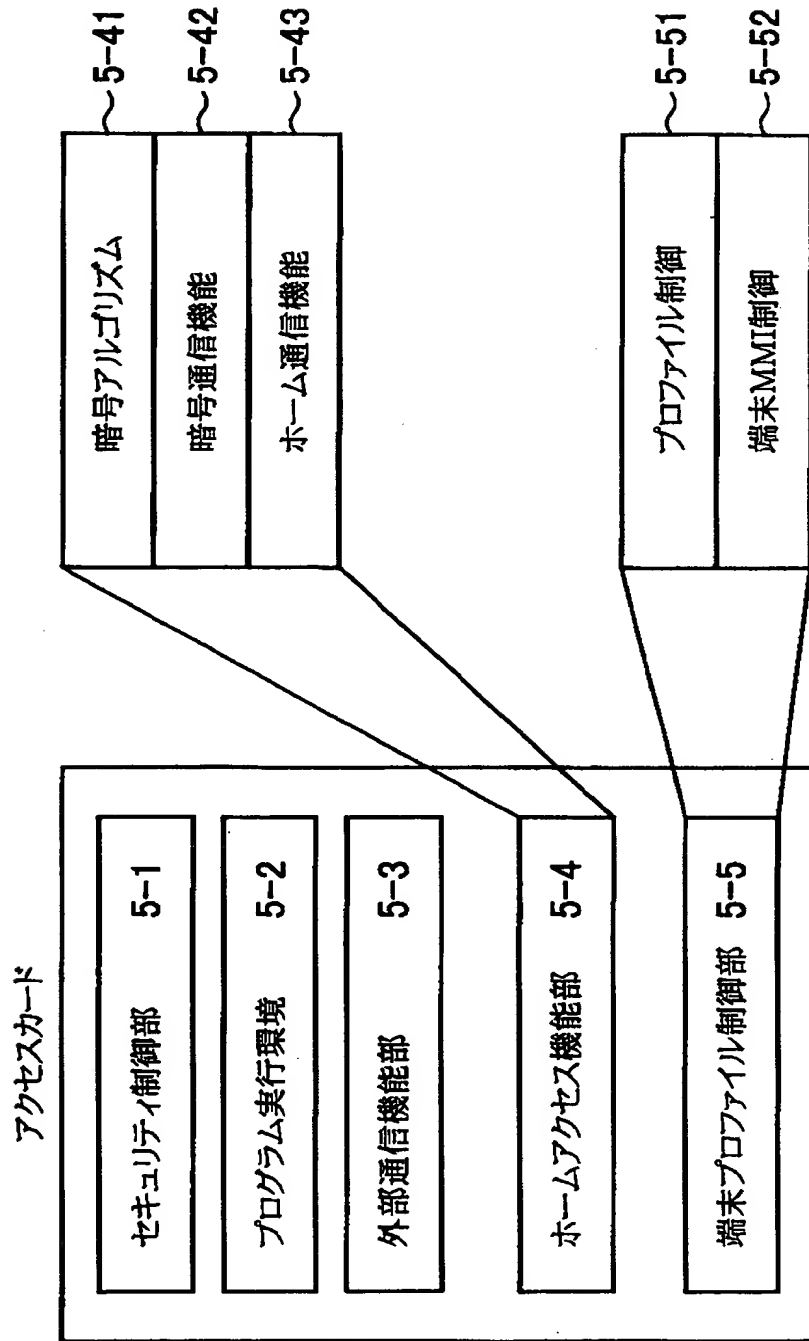 アクセスカード
セキュリティ制御部 5-1
プログラム実行環境 5-2
外部通信機能部 5-3
ホームアクセス機能部 5-4
端末プロファイル制御部 5-5
暗号アルゴリズム 5-41
暗号通信機能 5-42
ホーム通信機能 5-43
プロファイル制御 5-51
端末MMI制御 5-52